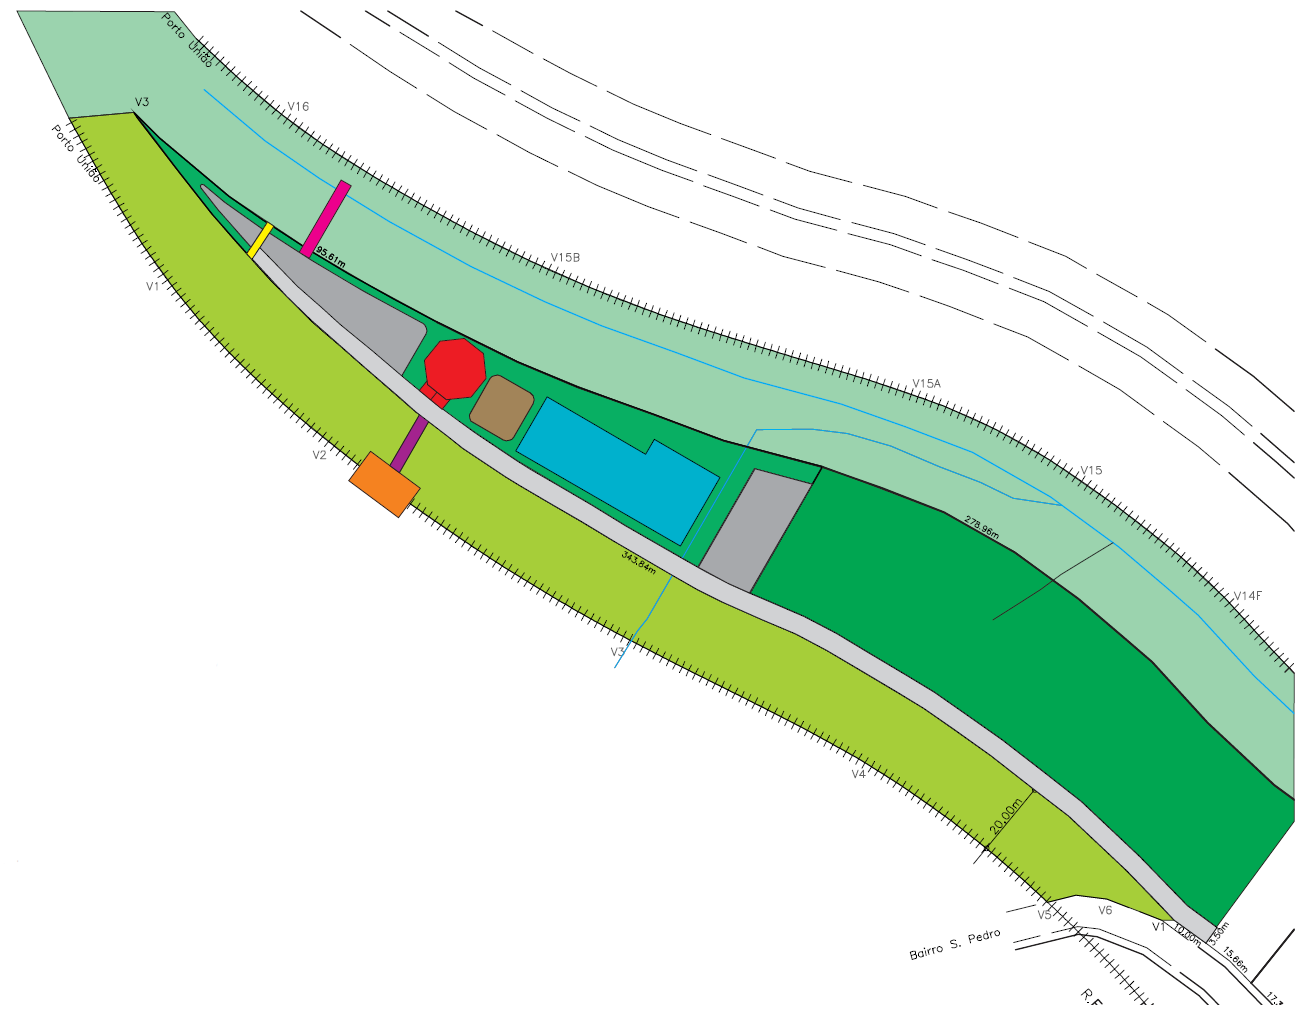 Porto União
V3
V16
Porto União
95.61m
V15B
V1
V15A
V2
V15
278.96m
343.84m
V14F
V3
V4
20,00m
V5
V6
V1
10.00m
3.50m
Bairro S. Pedro
15.66m
17.
R.F